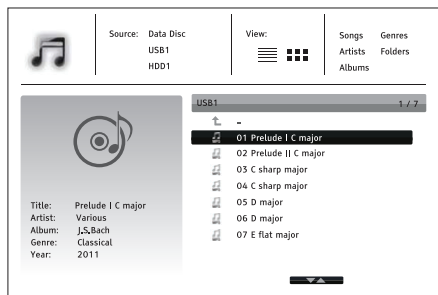 Source: Data Disc
USB1
HDD1
View:
Songs Genres
Artists Folders
Albums
USB1 1 / 7
01 Prelude I C major
02 Prelude II C major
03 C sharp major
04 C sharp major
05 D major
06 D major
07 E flat major
Title: Prelude I C major
Artist: Various
Album: J.S.Bach
Genre: Classical
Year: 2011